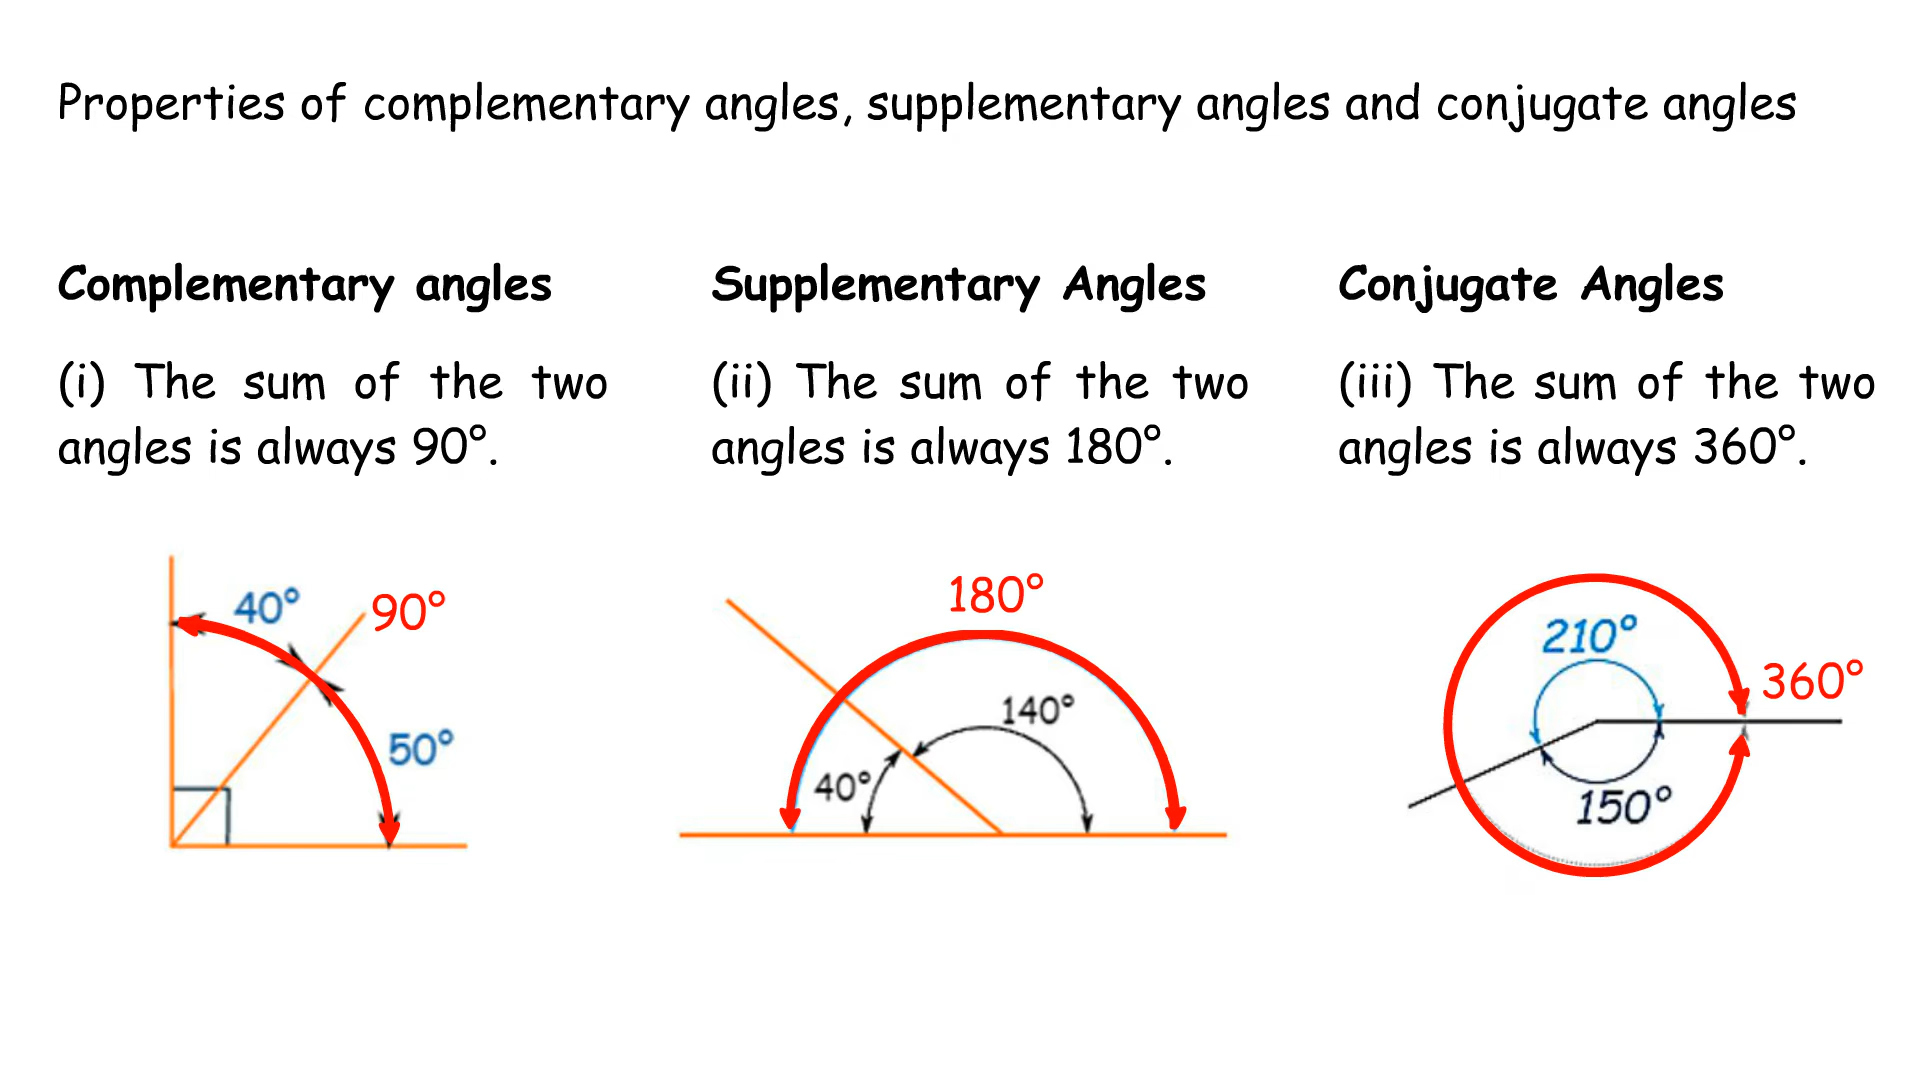 Properties of complementary angles, supplementary angles and conjugate angles
Complementary angles
(i) The sum of the two
angles is always 90°.
Supplementary Angles
(ii) The sum of the two
angles is always 180°.
Conjugate Angles
(iii) The sum of the two
angles is always 360°.
40°
90°
50°
180°
140°
40°
210°
360°
150°